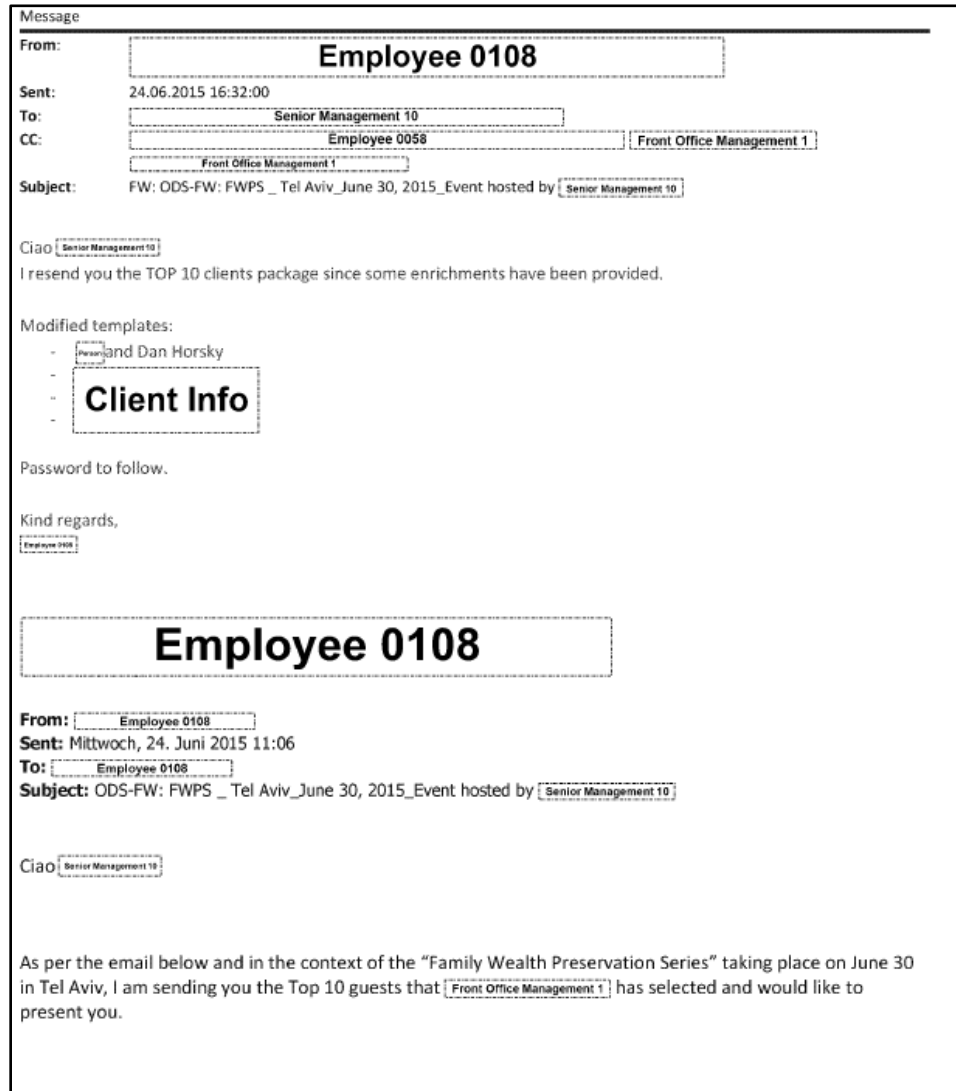 Message
From: Employee 0108
Sent: 24.06.2015 16:32:00
To: Senior Management 10
CC: Employee 0058 Front Office Management 1
Front Office Management 1
Subject: FW: ODS-FW: FWPS _ Tel Aviv_June 30, 2015_Event hosted by Senior Management 10
Ciao Senior Management 10
I resend you the TOP 10 clients package since some enrichments have been provided.
Modified templates:
- Person and Dan Horsky
-
- Client Info
-
Password to follow.
Kind regards,
Employee 0108
Employee 0108
From: Employee 0108
Sent: Mittwoch, 24. Juni 2015 11:06
To: Employee 0108
Subject: ODS-FW: FWPS _ Tel Aviv_June 30, 2015_Event hosted by Senior Management 10
Ciao Senior Management 10
As per the email below and in the context of the “Family Wealth Preservation Series” taking place on June 30
in Tel Aviv, I am sending you the Top 10 guests that Front Office Management 1 has selected and would like to
present you.